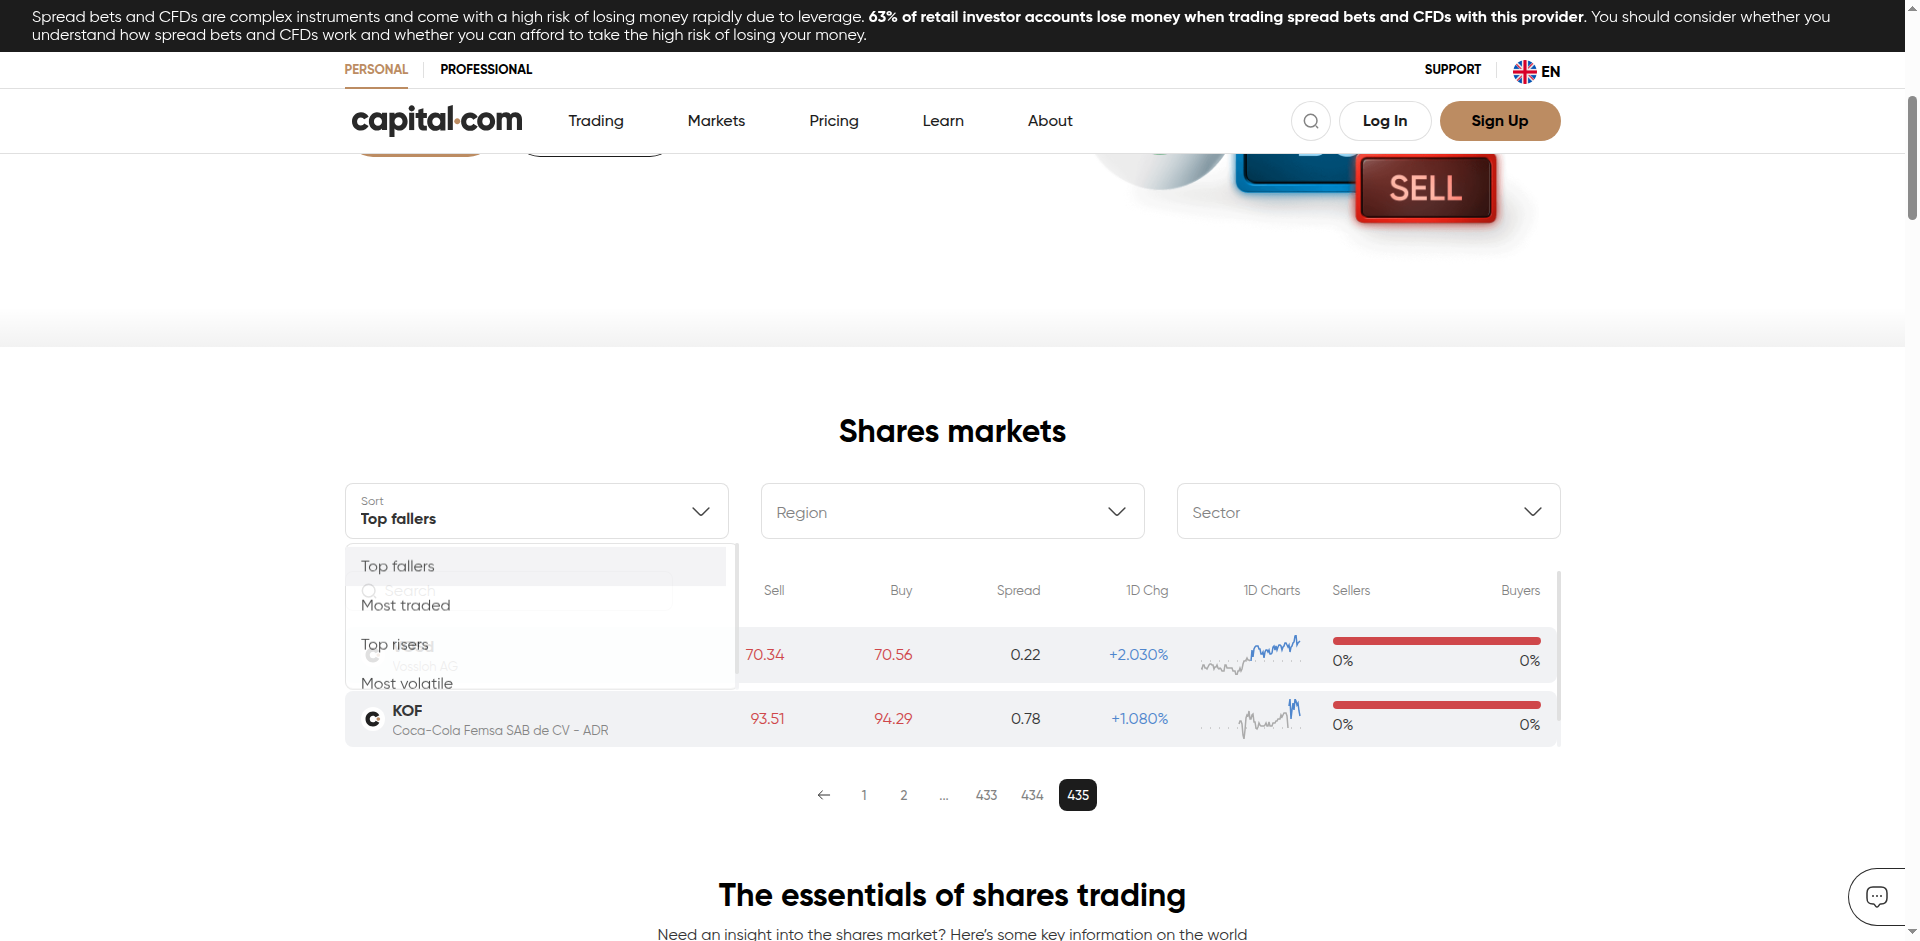 Spread bets and CFDs are complex instruments and come with a high risk of losing money rapidly due to leverage. 63% of retail investor accounts lose money when trading spread bets and CFDs with this provider. You should consider whether you
understand how spread bets and CFDs work and whether you can afford to take the high risk of losing your money.
PERSONAL PROFESSIONAL SUPPORT EN
capital.com Trading Markets Pricing Learn About Log In Sign Up
SELL
Shares markets
Sort
Top fallers
Region
Sector
Top fallers
Search
Most traded
Top risers
Vossloh AG
Most volatile
Sell Buy Spread 1D Chg 1D Charts Sellers Buyers
70.34 70.56 0.22 +2.030% 0% 0%
KOF
Coca-Cola Femsa SAB de CV - ADR
93.51 94.29 0.78 +1.080% 0% 0%
1 2 ... 433 434 435
The essentials of shares trading
Need an insight into the shares market? Here's some key information on the world